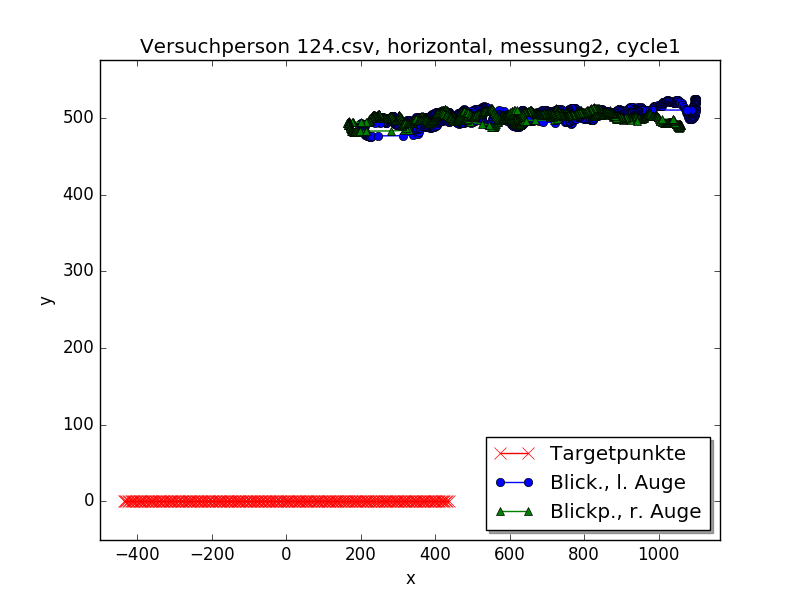 Versuchperson 124.csv, horizontal, messung2, cycle1
500
400
300
200
100
0
y
−400 −200 0 200 400 600 800 1000
x
Targetpunkte
Blick., l. Auge
Blickp., r. Auge